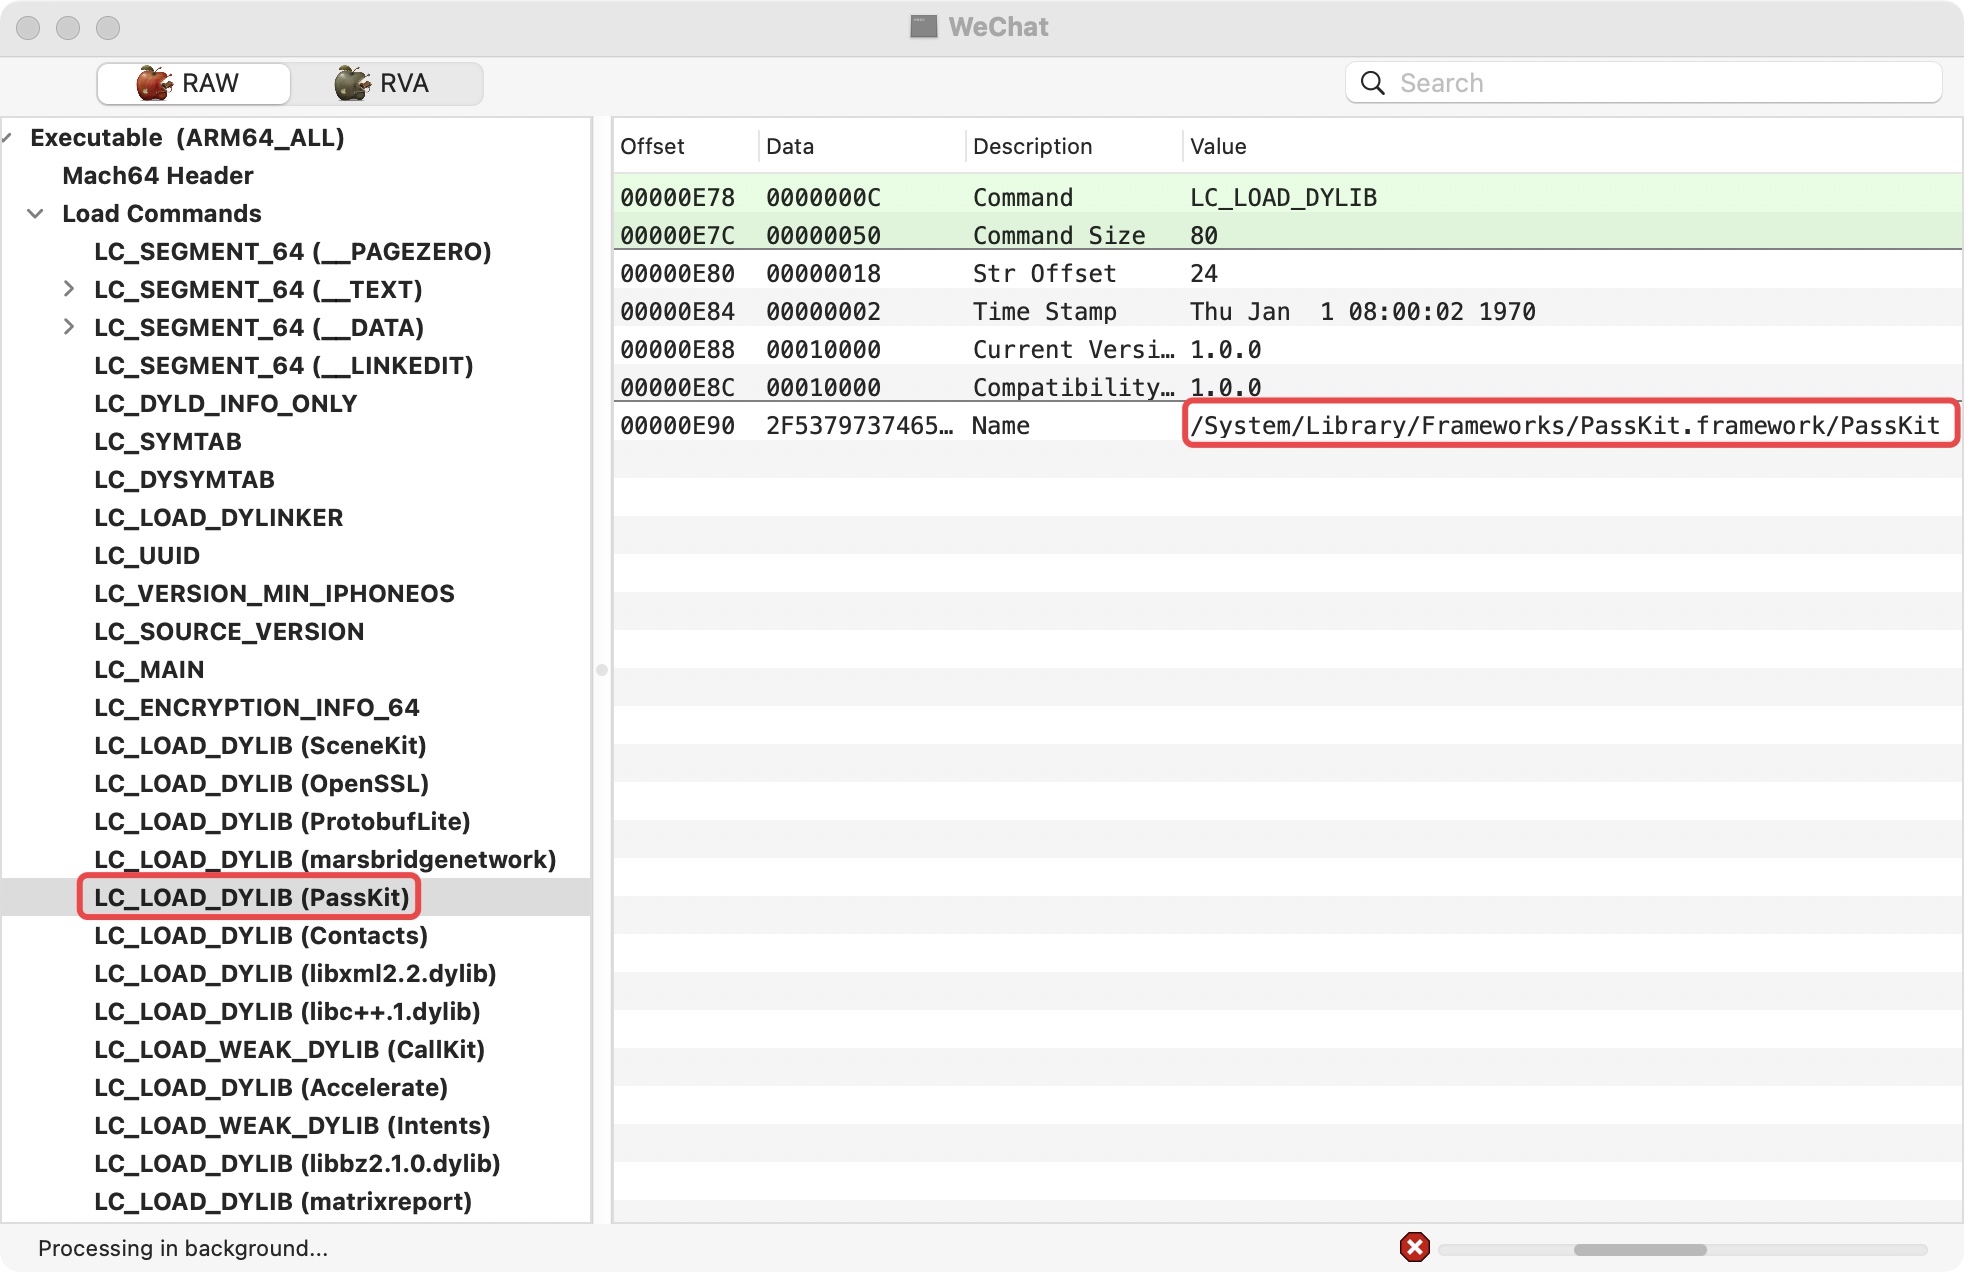 WeChat
RAW
RVA
Search
Executable (ARM64_ALL)
Mach64 Header
Load Commands
LC_SEGMENT_64 (__PAGEZERO)
LC_SEGMENT_64 (__TEXT)
LC_SEGMENT_64 (__DATA)
LC_SEGMENT_64 (__LINKEDIT)
LC_DYLD_INFO_ONLY
LC_SYMTAB
LC_DYSYMTAB
LC_LOAD_DYLINKER
LC_UUID
LC_VERSION_MIN_IPHONEOS
LC_SOURCE_VERSION
LC_MAIN
LC_ENCRYPTION_INFO_64
LC_LOAD_DYLIB (SceneKit)
LC_LOAD_DYLIB (OpenSSL)
LC_LOAD_DYLIB (ProtobufLite)
LC_LOAD_DYLIB (marsbridgenetwork)
LC_LOAD_DYLIB (PassKit)
LC_LOAD_DYLIB (Contacts)
LC_LOAD_DYLIB (libxml2.2.dylib)
LC_LOAD_DYLIB (libc++.1.dylib)
LC_LOAD_WEAK_DYLIB (CallKit)
LC_LOAD_DYLIB (Accelerate)
LC_LOAD_WEAK_DYLIB (Intents)
LC_LOAD_DYLIB (libbz2.1.0.dylib)
LC_LOAD_DYLIB (matrixreport)
Offset Data Description Value
00000E78 0000000C Command LC_LOAD_DYLIB
00000E7C 00000050 Command Size 80
00000E80 00000018 Str Offset 24
00000E84 00000002 Time Stamp Thu Jan  1 08:00:02 1970
00000E88 00010000 Current Versi… 1.0.0
00000E8C 00010000 Compatibility… 1.0.0
00000E90 2F5379737465… Name /System/Library/Frameworks/PassKit.framework/PassKit
Processing in background...